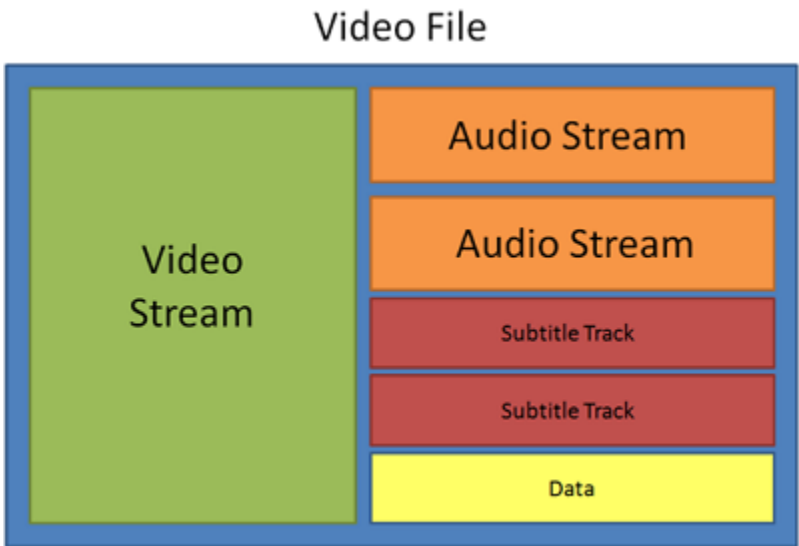 Video File
Video
Stream
Audio Stream
Audio Stream
Subtitle Track
Subtitle Track
Data